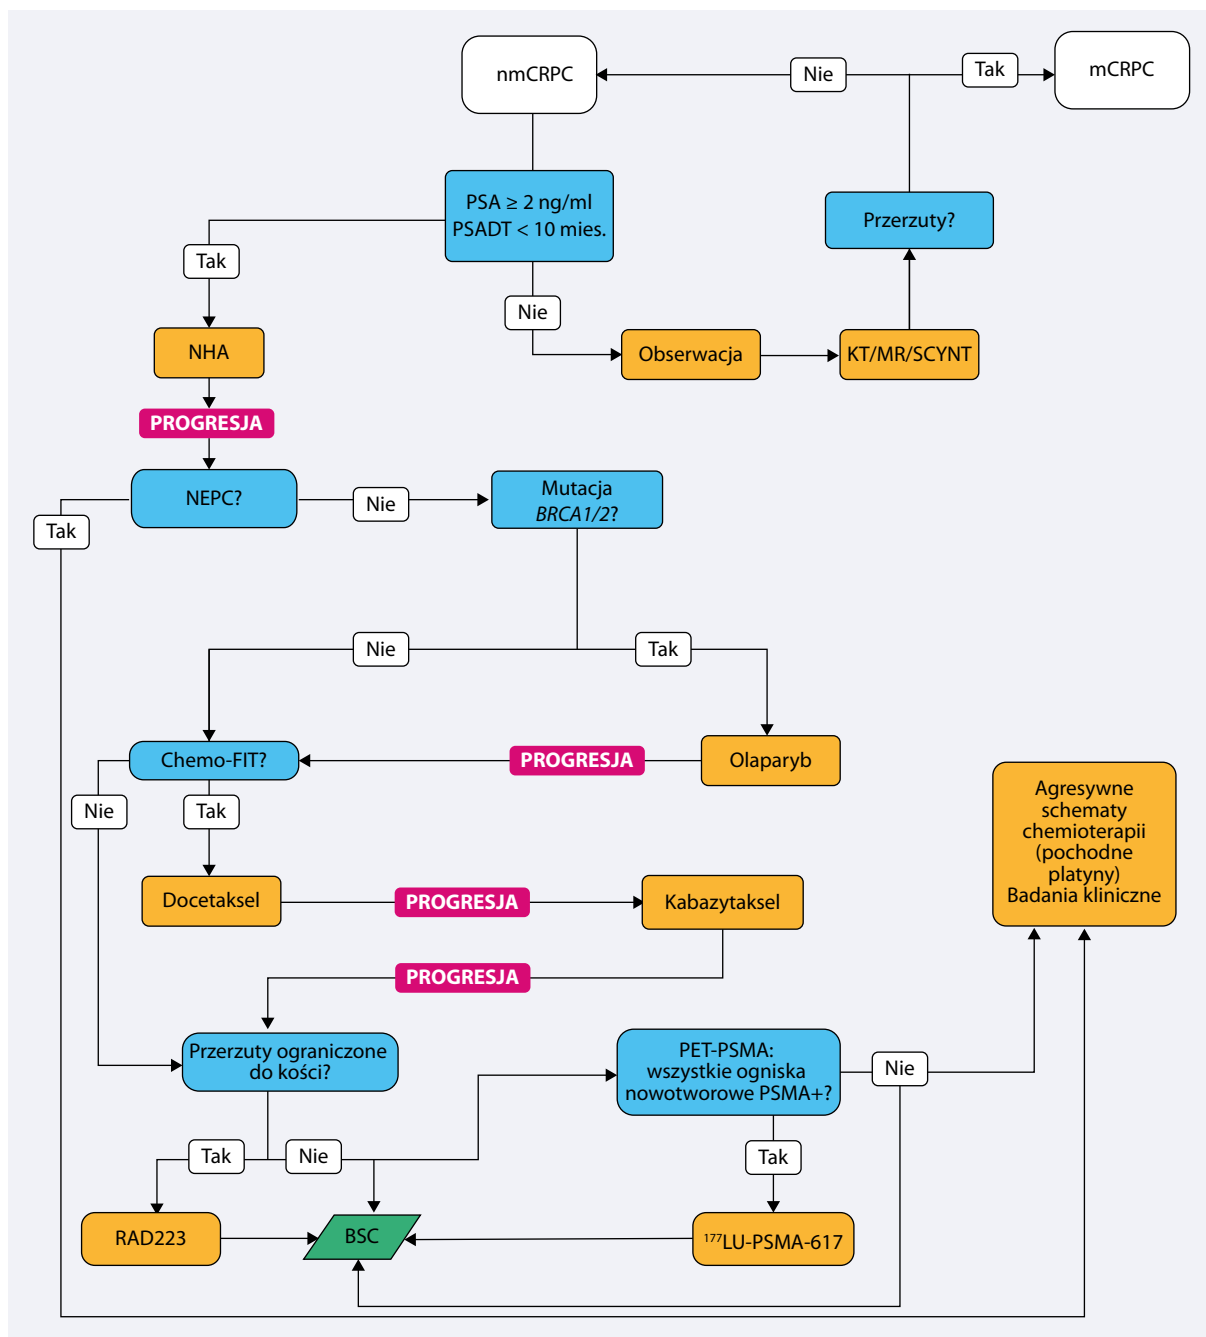 nmCRPC
Nie
Tak
mCRPC
PSA ≥ 2 ng/ml
PSADT < 10 mies.
Przerzuty?
Tak
Nie
NHA
Obserwacja
KT/MR/SCYNT
PROGRESJA
NEPC?
Nie
Mutacja
BRCA1/2?
Tak
Nie
Tak
Chemo-FIT?
PROGRESJA
Olaparyb
Nie
Tak
Agresywne
schematy
chemioterapii
(pochodne
platyny)
Badania kliniczne
Docetaksel
PROGRESJA
Kabazytaksel
PROGRESJA
Przerzuty ograniczone
do kości?
PET-PSMA:
wszystkie ogniska
nowotworowe PSMA+?
Nie
Tak
Nie
Tak
RAD223
BSC
¹⁷⁷LU-PSMA-617